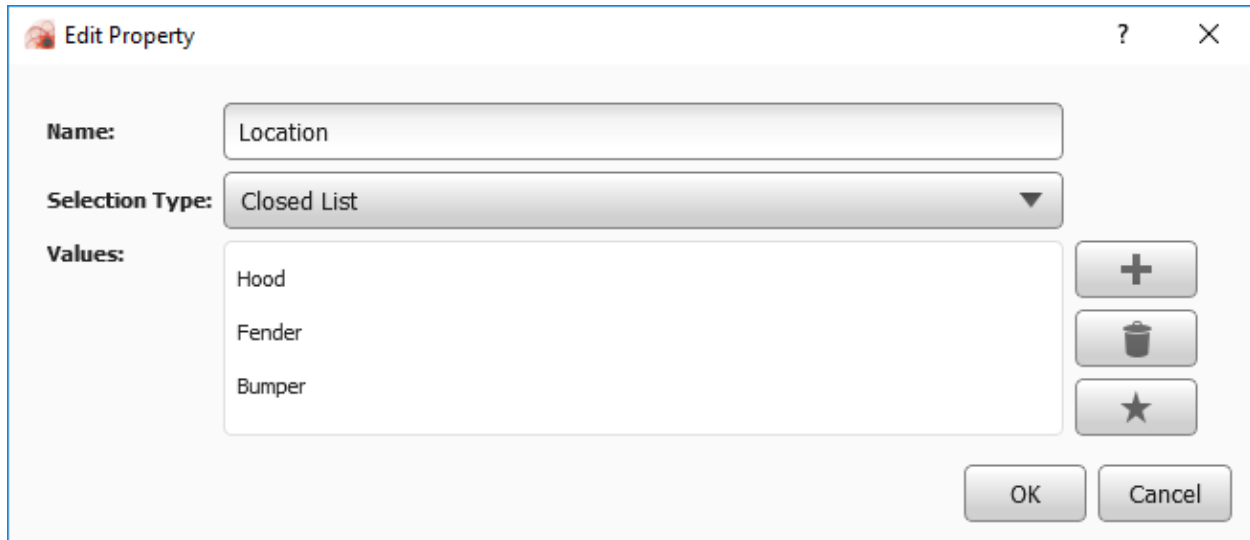 Edit Property ?
Name: Location
Selection Type: Closed List
Values:
Hood
Fender
Bumper
OK Cancel